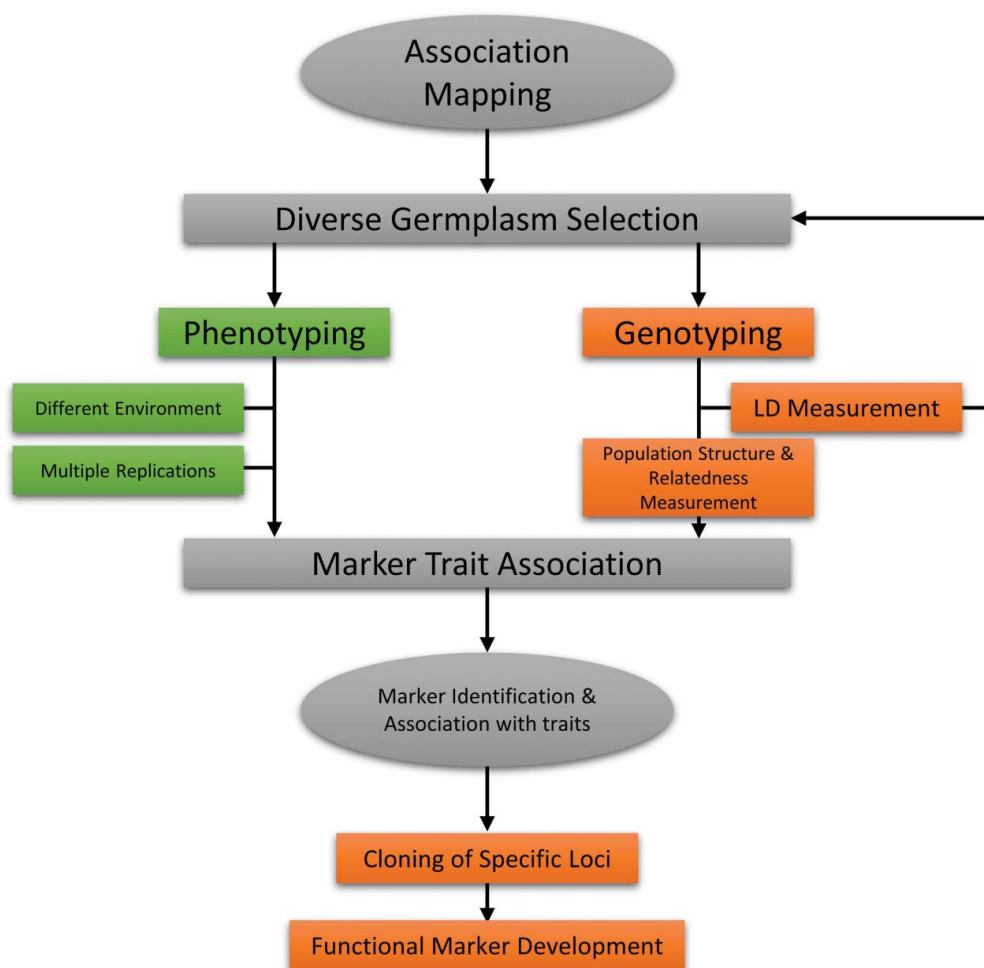 Association
Mapping
Diverse Germplasm Selection
Phenotyping
Genotyping
Different Environment
LD Measurement
Multiple Replications
Population Structure &
Relatedness
Measurement
Marker Trait Association
Marker Identification &
Association with traits
Cloning of Specific Loci
Functional Marker Development